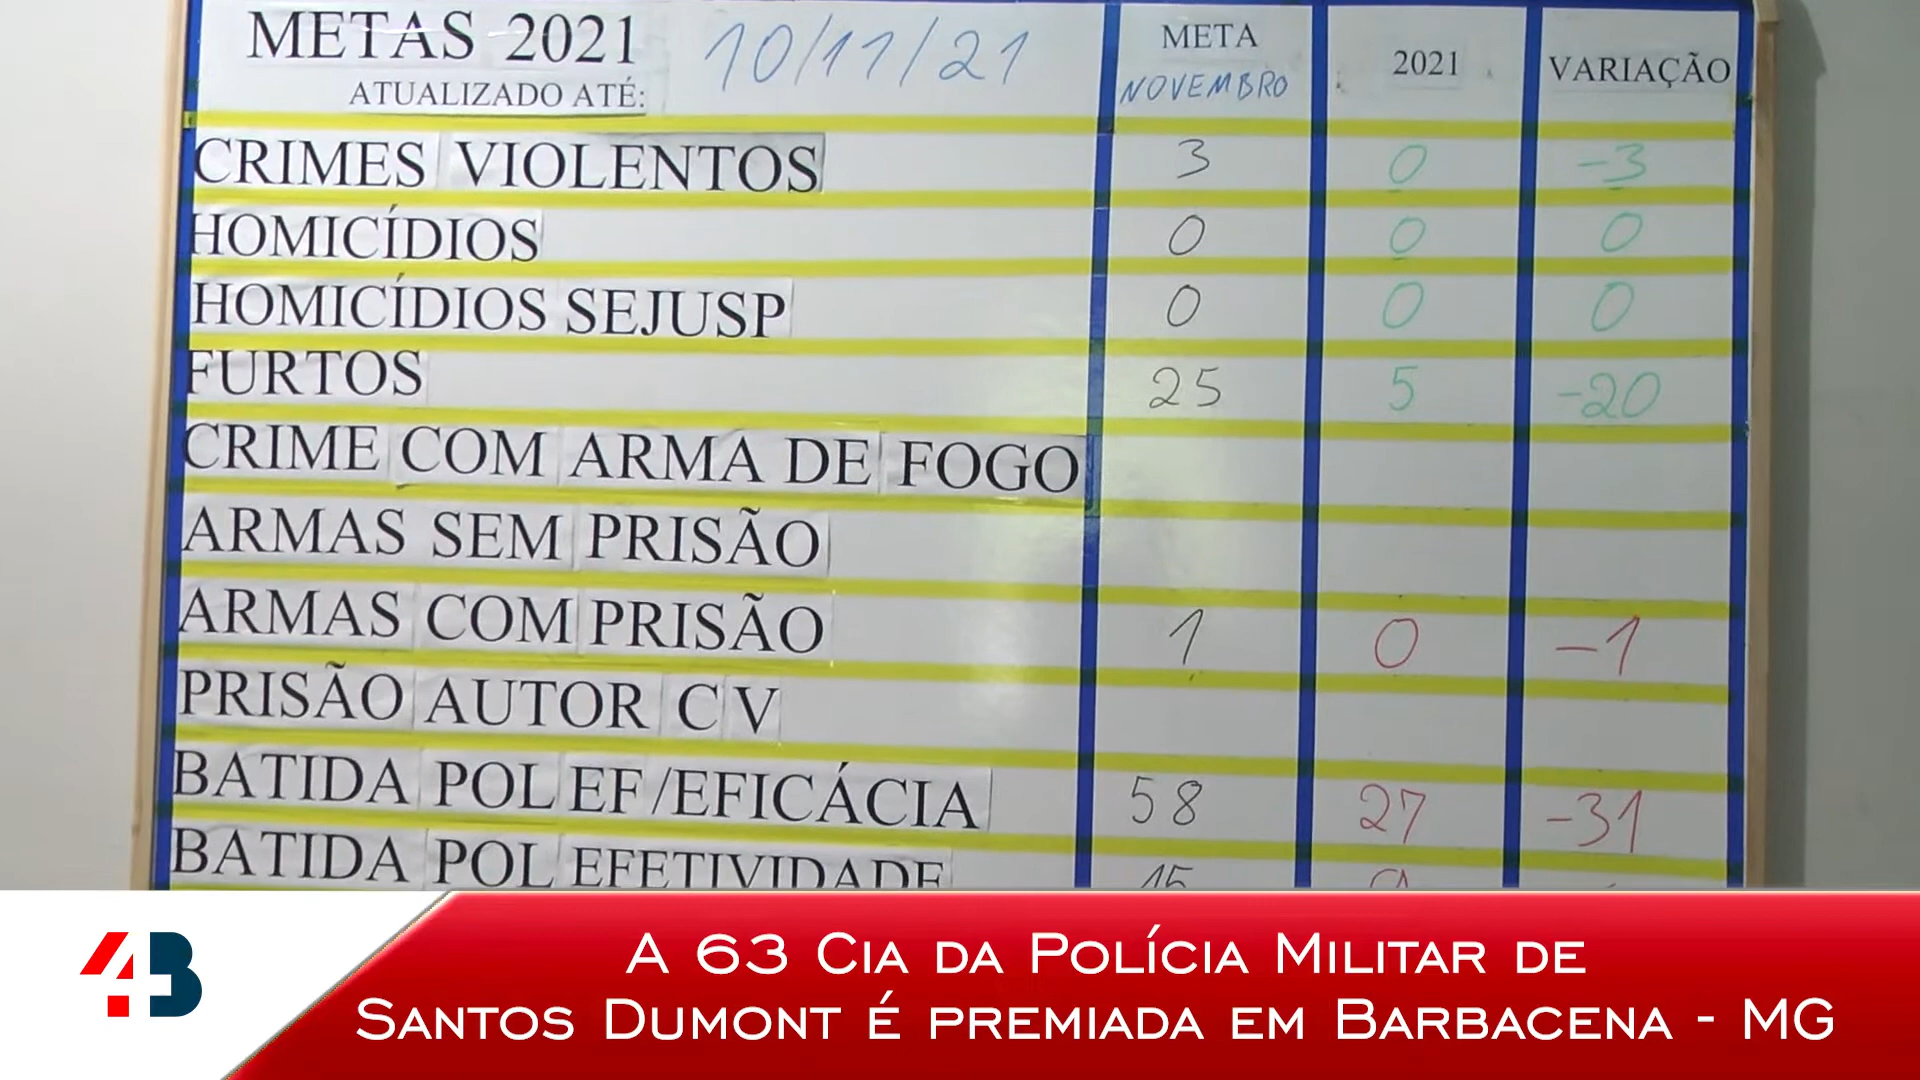 METAS 2021 10/11/21 META 2021 VARIAÇÃO
ATUALIZADO ATÉ: NOVEMBRO
CRIMES VIOLENTOS 3 0 -3
HOMICÍDIOS 0 0 0
HOMICÍDIOS SEJUSP 0 0 0
FURTOS 25 5 -20
CRIME COM ARMA DE FOGO
ARMAS SEM PRISÃO
ARMAS COM PRISÃO 1 0 -1
PRISÃO AUTOR C V
BATIDA POL EF/EFICÁCIA 58 27 -31
BATIDA POL EFETIVIDADE 15
4B
A 63 CIA DA POLÍCIA MILITAR DE
SANTOS DUMONT É PREMIADA EM BARBACENA - MG